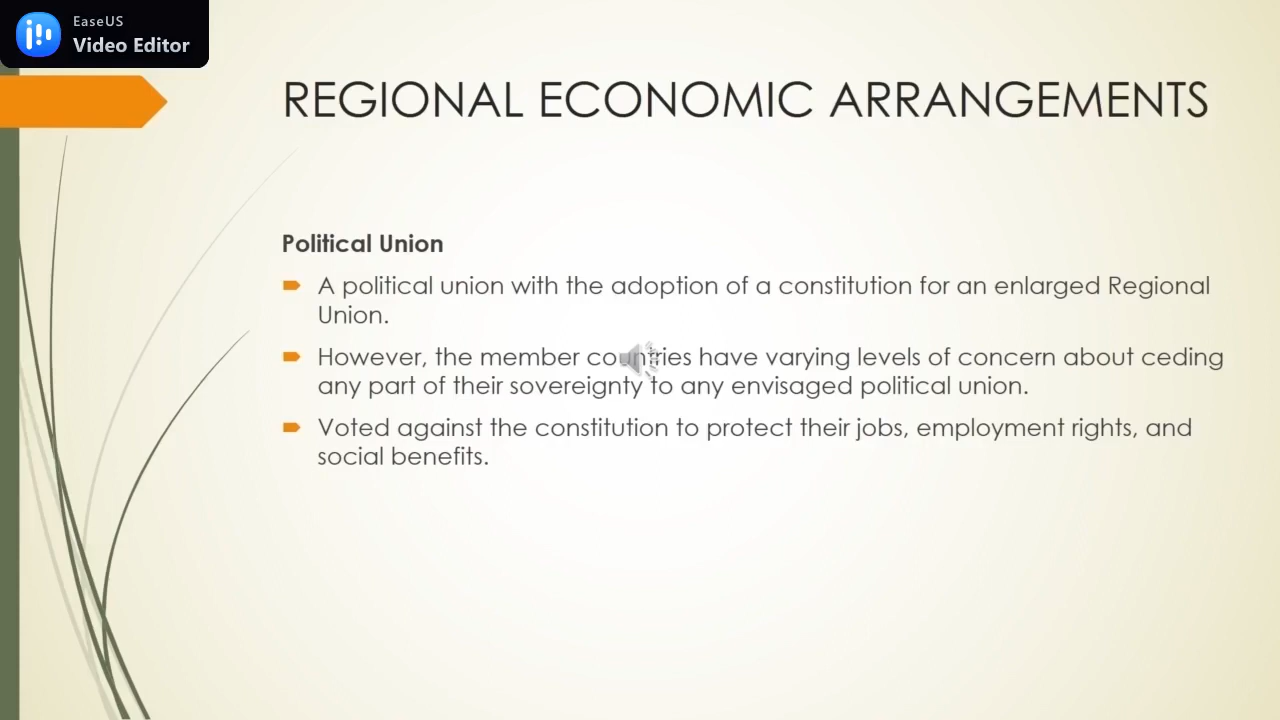 EaseUS
Video Editor
REGIONAL ECONOMIC ARRANGEMENTS
Political Union
A political union with the adoption of a constitution for an enlarged Regional
Union.
However, the member countries have varying levels of concern about ceding
any part of their sovereignty to any envisaged political union.
Voted against the constitution to protect their jobs, employment rights, and
social benefits.